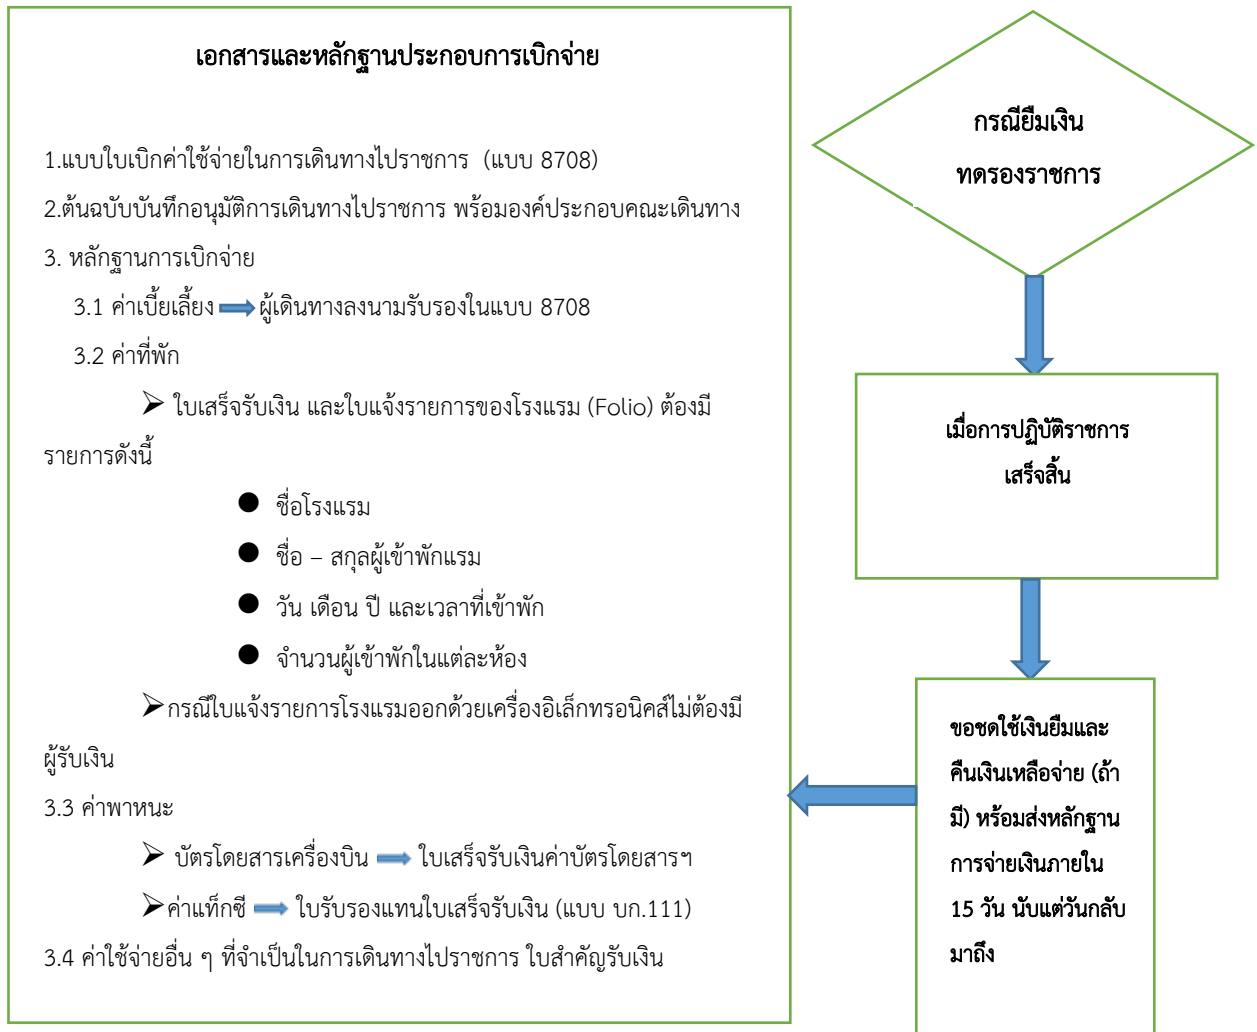 เอกสารและหลักฐานประกอบการเบิกจ่าย
1.แบบใบเบิกค่าใช้จ่ายในการเดินทางไปราชการ (แบบ 8708)
2.ต้นฉบับบันทึกอนุมัติการเดินทางไปราชการ พร้อมองค์ประกอบคณะเดินทาง
3. หลักฐานการเบิกจ่าย
3.1 ค่าเบี้ยเลี้ยง ➡ ผู้เดินทางลงนามรับรองในแบบ 8708
3.2 ค่าที่พัก
➢ ใบเสร็จรับเงิน และใบแจ้งรายการของโรงแรม (Folio) ต้องมี
รายการดังนี้
● ชื่อโรงแรม
● ชื่อ – สกุลผู้เข้าพักแรม
● วัน เดือน ปี และเวลาที่เข้าพัก
● จำนวนผู้เข้าพักในแต่ละห้อง
➢กรณีใบแจ้งรายการโรงแรมออกด้วยเครื่องอิเล็กทรอนิคส์ไม่ต้องมี
ผู้รับเงิน
3.3 ค่าพาหนะ
➢ บัตรโดยสารเครื่องบิน ➡ ใบเสร็จรับเงินค่าบัตรโดยสารฯ
➢ค่าแท็กซี ➡ ใบรับรองแทนใบเสร็จรับเงิน (แบบ บก.111)
3.4 ค่าใช้จ่ายอื่น ๆ ที่จำเป็นในการเดินทางไปราชการ ใบสำคัญรับเงิน
กรณียืมเงิน
ทดรองราชการ
เมื่อการปฏิบัติราชการ
เสร็จสิ้น
ขอชดใช้เงินยืมและ
คืนเงินเหลือจ่าย (ถ้า
มี) หร้อมส่งหลักฐาน
การจ่ายเงินภายใน
15 วัน นับแต่วันกลับ
มาถึง